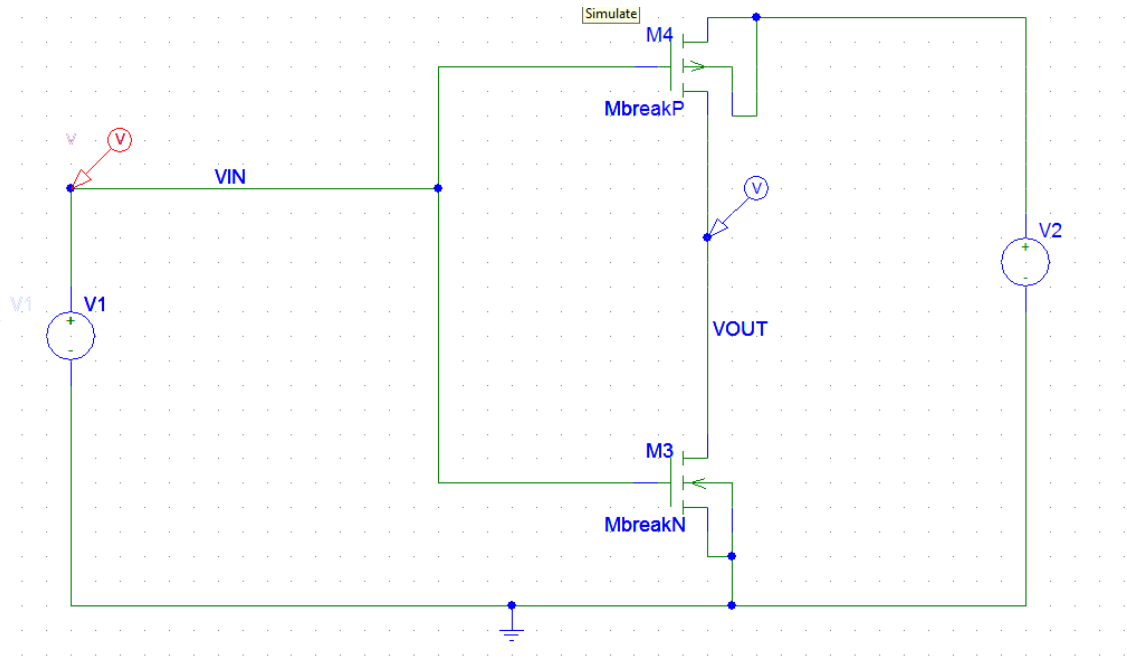 Simulate
M4
MbreakP
V
V
VIN
V
V2
V1
V1
+
-
+
-
VOUT
M3
MbreakN